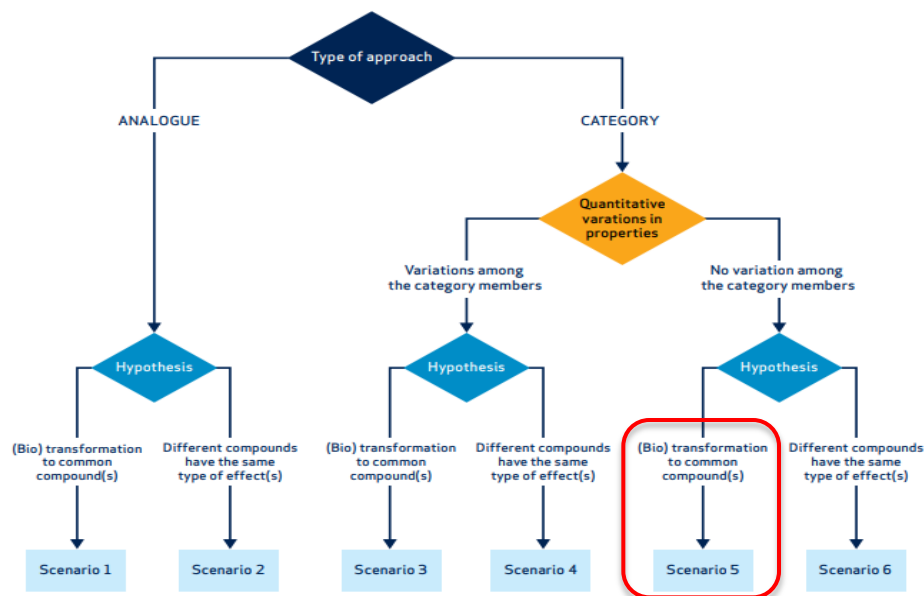 Type of approach
ANALOGUE
CATEGORY
Quantitative
varations in
properties
Variations among
the category members
No variation among
the category members
Hypothesis
Hypothesis
Hypothesis
(Bio) transformation
to common
compound(s)
Different compounds
have the same
type of effect(s)
(Bio) transformation
to common
compound(s)
Different compounds
have the same
type of effect(s)
(Bio) transformation
to common
compound(s)
Different compounds
have the same
type of effect(s)
Scenario 1
Scenario 2
Scenario 3
Scenario 4
Scenario 5
Scenario 6